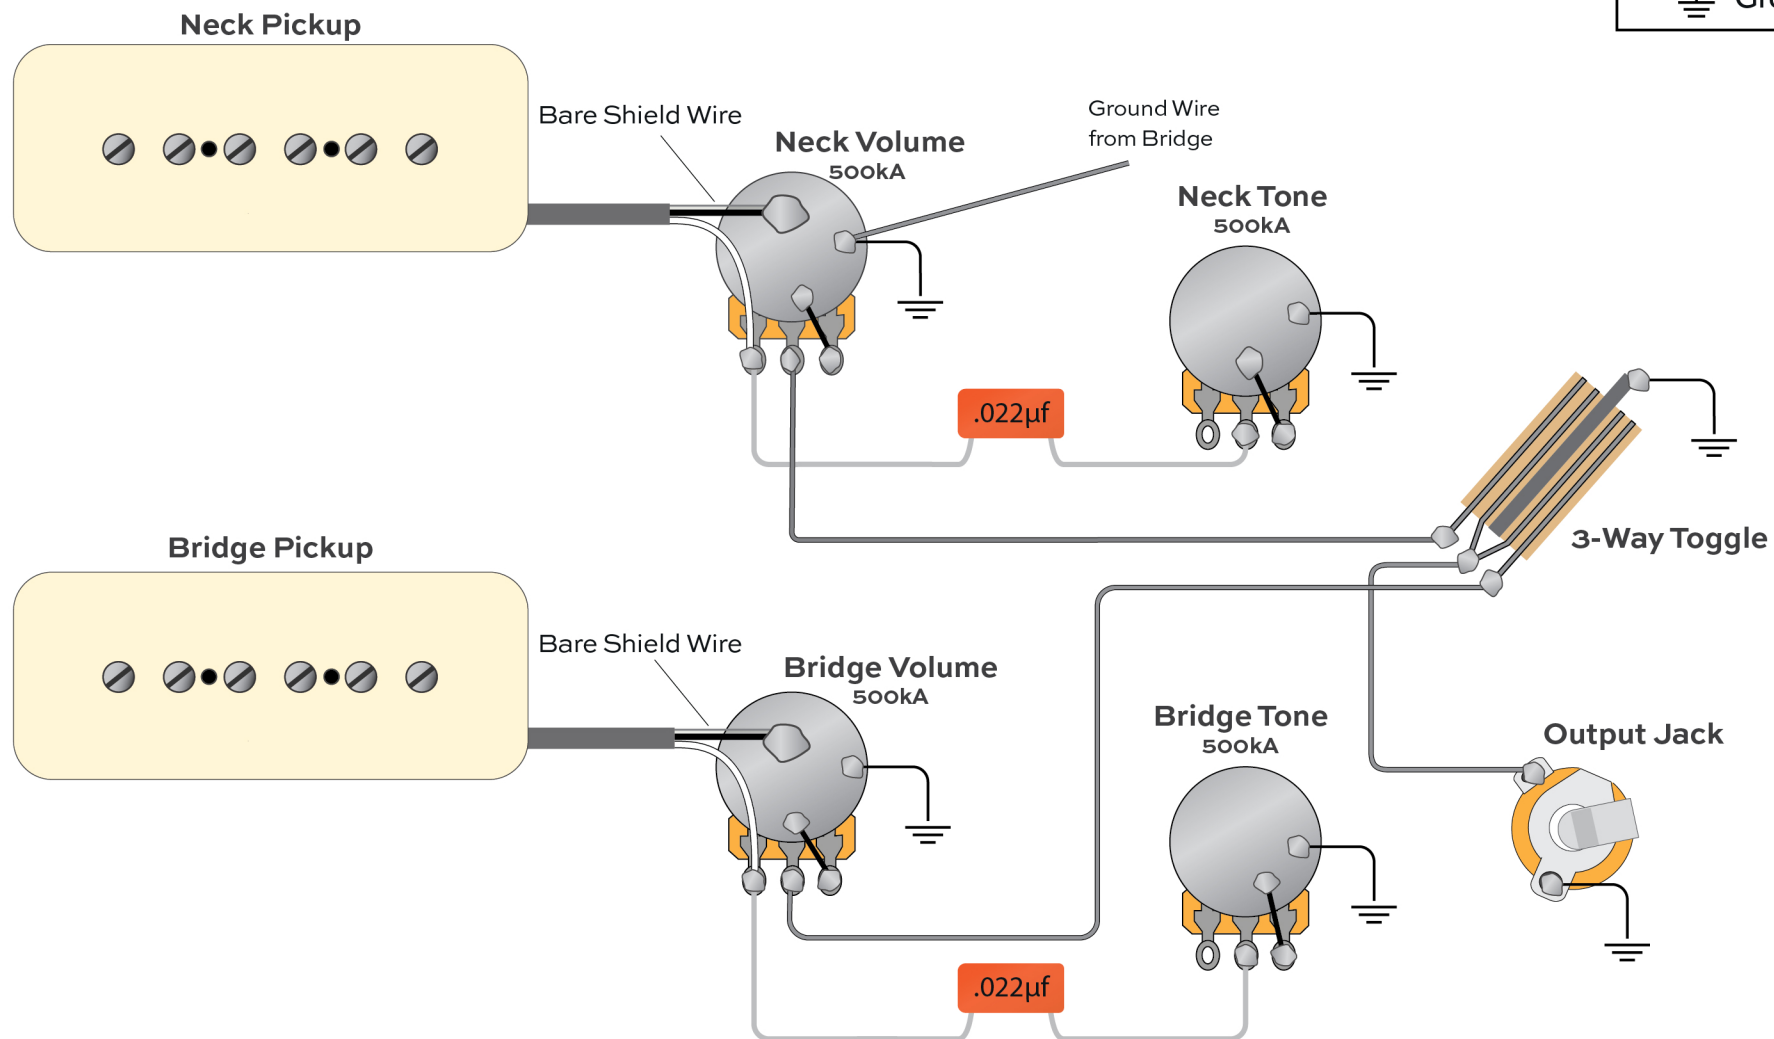 Neck Pickup
Bare Shield Wire
Neck Volume
500kA
Ground Wire
from Bridge
Neck Tone
500kA
.022µf
3-Way Toggle
Bridge Pickup
Bare Shield Wire
Bridge Volume
500kA
Bridge Tone
500kA
Output Jack
.022µf